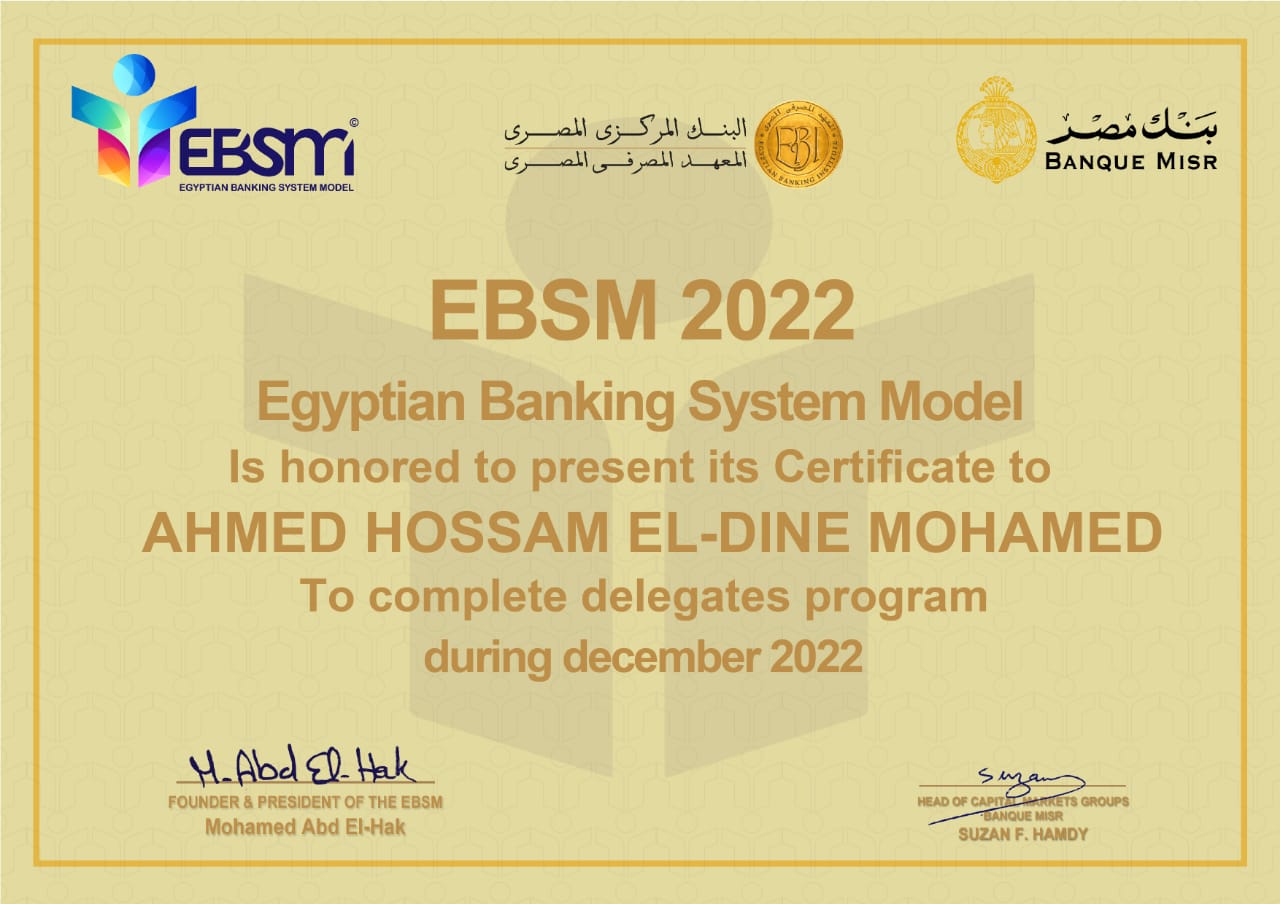 EBSM©
EGYPTIAN BANKING SYSTEM MODEL
البنك المركزى المصرى
المعهد المصرفى المصرى
المعهد المصرفي المصري
EBI
EGYPTIAN BANKING INSTITUTE
بنك مصر
BANQUE MISR
EBSM 2022
Egyptian Banking System Model
Is honored to present its Certificate to
AHMED HOSSAM EL-DINE MOHAMED
To complete delegates program
during december 2022
M-Abd El-Hak
FOUNDER & PRESIDENT OF THE EBSM
Mohamed Abd El-Hak
Suzan
HEAD OF CAPITAL MARKETS GROUPS
BANQUE MISR
SUZAN F. HAMDY